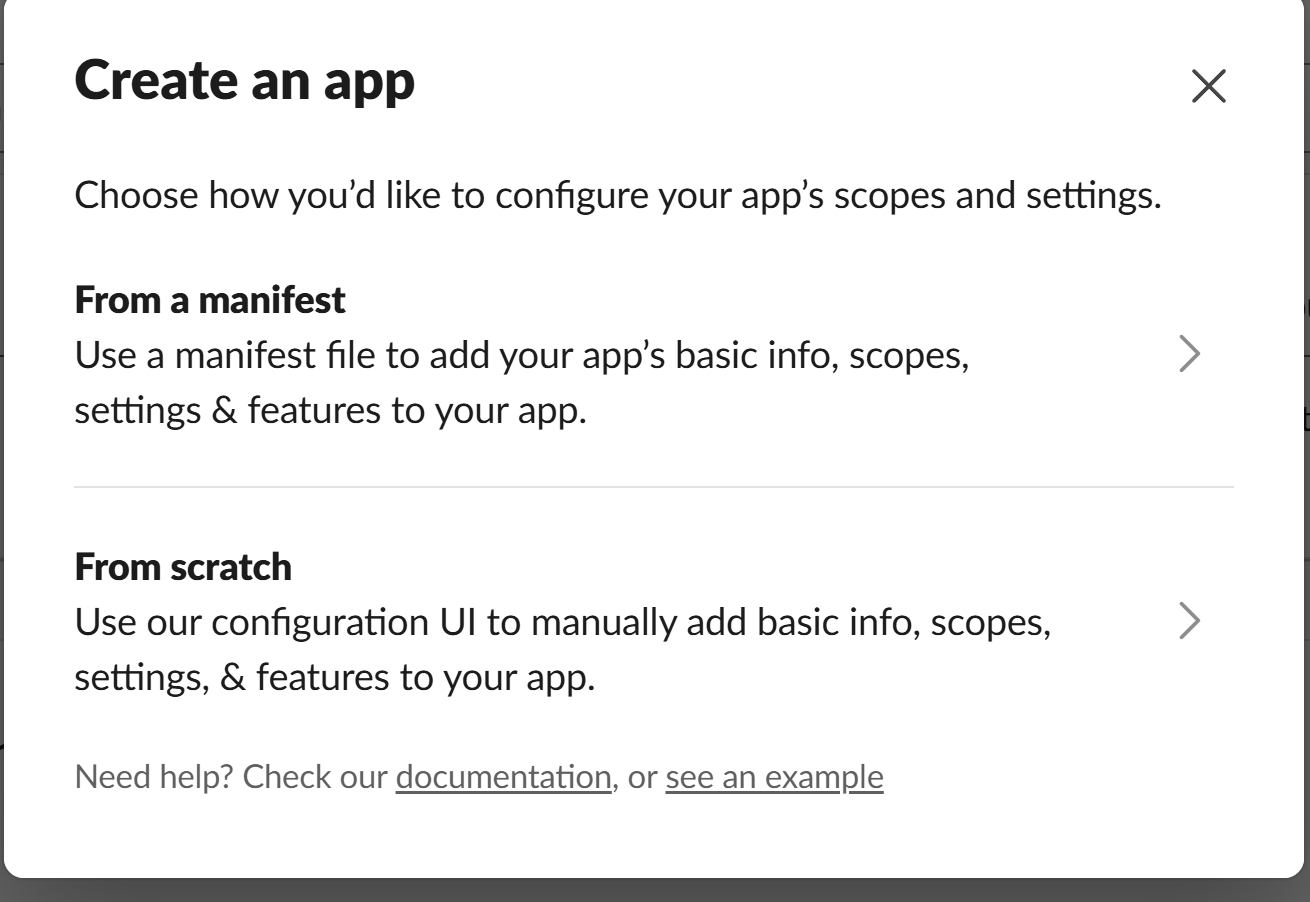 Create an app
Choose how you’d like to configure your app’s scopes and settings.
From a manifest
Use a manifest file to add your app’s basic info, scopes,
settings & features to your app.
From scratch
Use our configuration UI to manually add basic info, scopes,
settings, & features to your app.
Need help? Check our documentation, or see an example